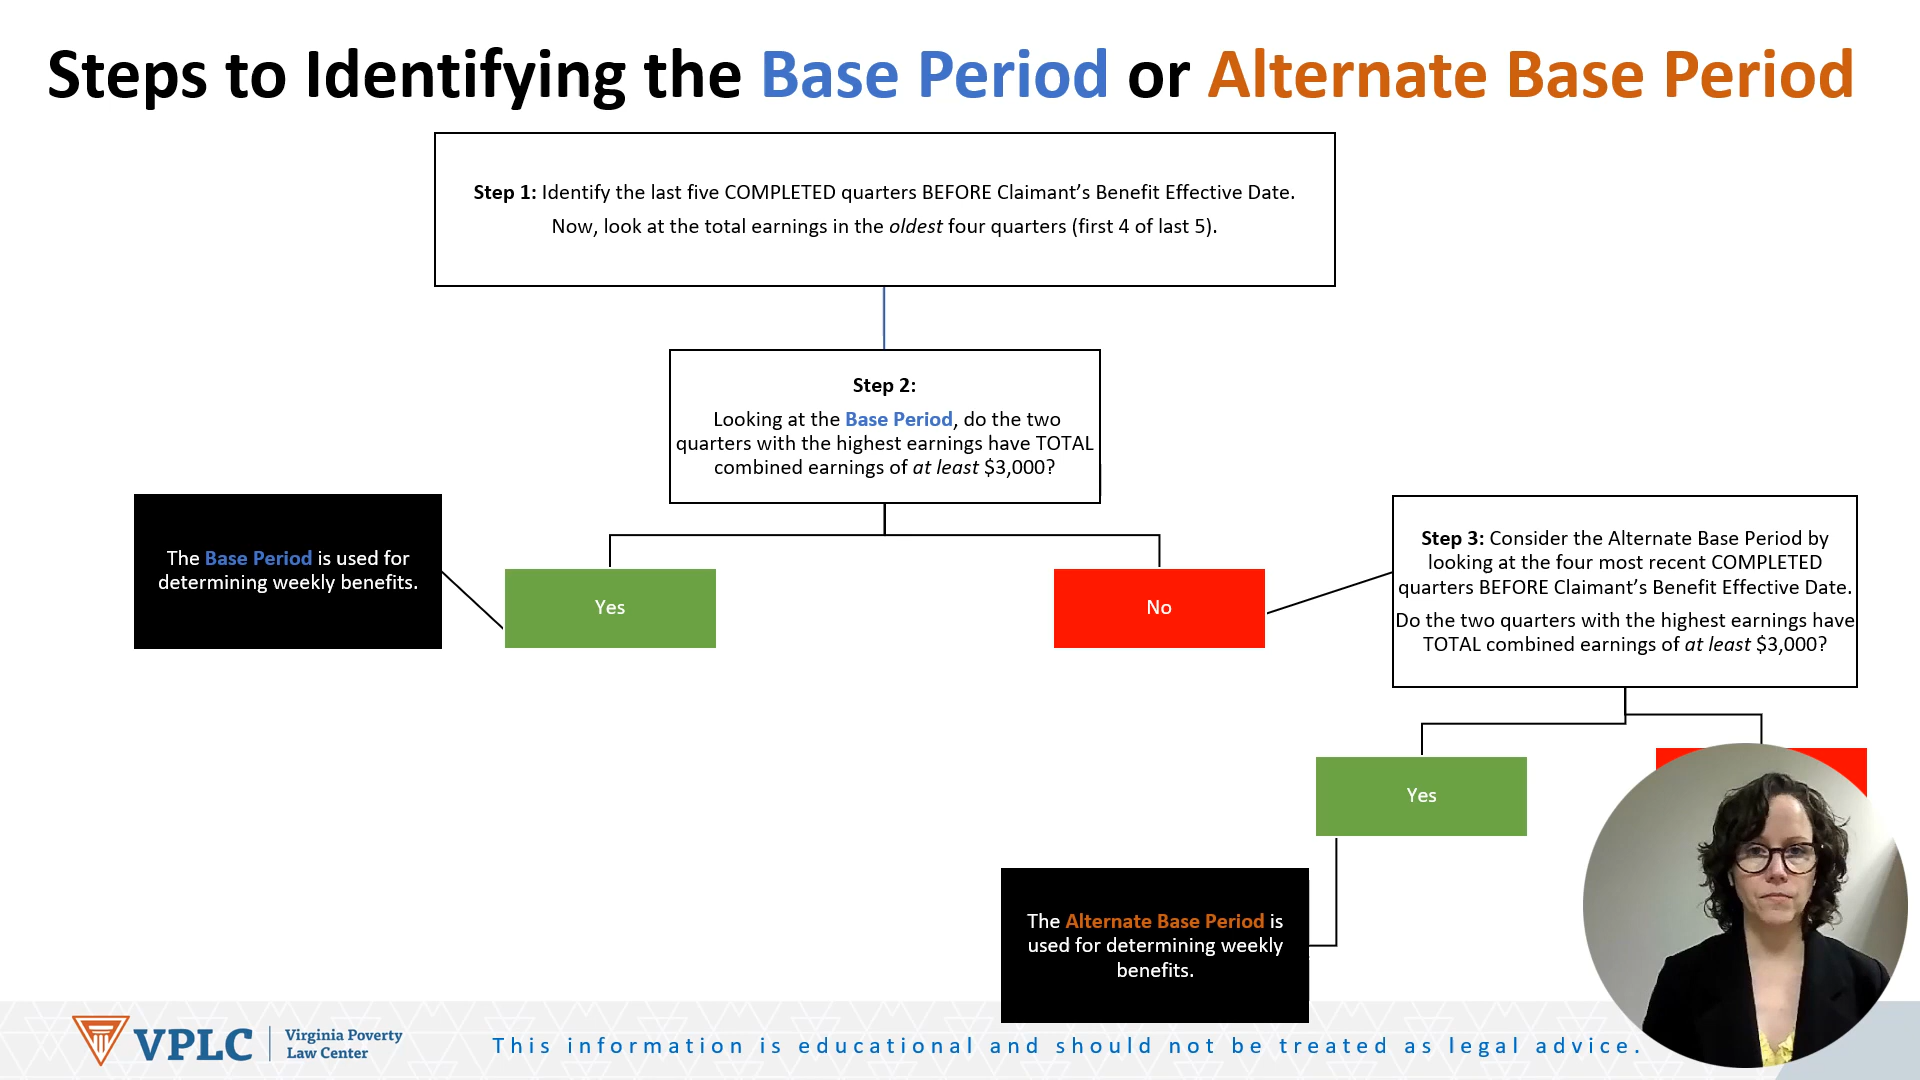 Steps to Identifying the Base Period or Alternate Base Period
Step 1: Identify the last five COMPLETED quarters BEFORE Claimant’s Benefit Effective Date.
Now, look at the total earnings in the oldest four quarters (first 4 of last 5).
Step 2:
Looking at the Base Period, do the two
quarters with the highest earnings have TOTAL
combined earnings of at least $3,000?
The Base Period is used for
determining weekly benefits.
Yes
No
Step 3: Consider the Alternate Base Period by
looking at the four most recent COMPLETED
quarters BEFORE Claimant’s Benefit Effective Date.
Do the two quarters with the highest earnings have
TOTAL combined earnings of at least $3,000?
Yes
The Alternate Base Period is
used for determining weekly
benefits.
VPLC
Virginia Poverty
Law Center
This information is educational and should not be treated as legal advice.